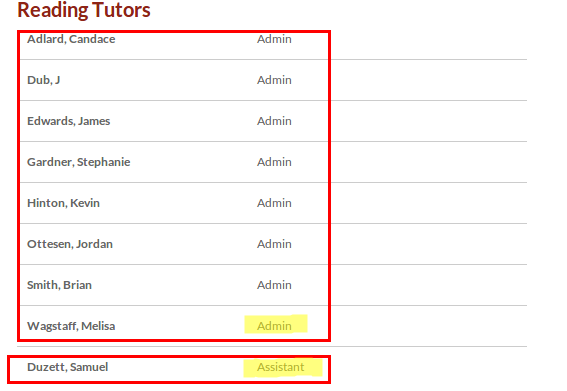 Reading Tutors
Adlard, Candace Admin
Dub, J Admin
Edwards, James Admin
Gardner, Stephanie Admin
Hinton, Kevin Admin
Ottesen, Jordan Admin
Smith, Brian Admin
Wagstaff, Melisa Admin
Duzett, Samuel Assistant